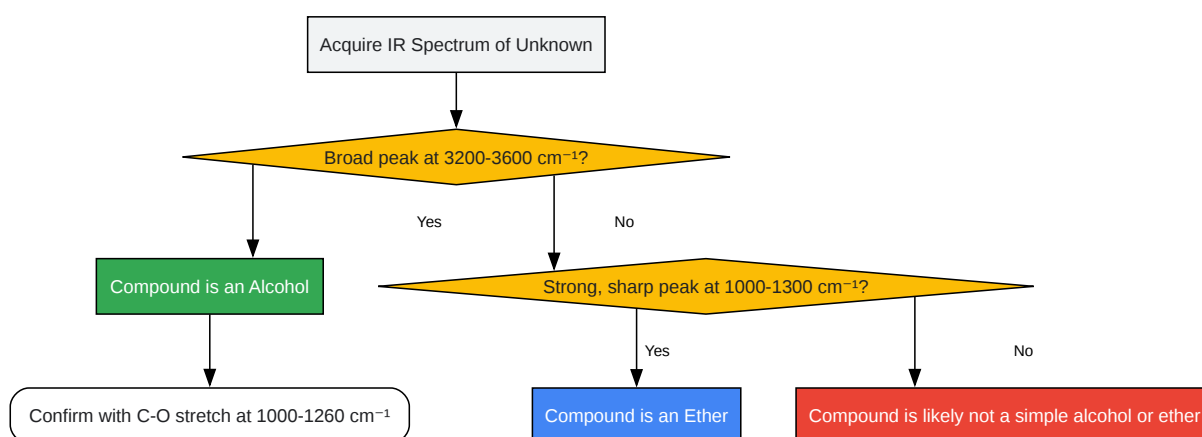 Acquire IR Spectrum of Unknown
Broad peak at 3200-3600 cm⁻¹?
Yes
No
Compound is an Alcohol
Strong, sharp peak at 1000-1300 cm⁻¹?
Yes
No
Confirm with C-O stretch at 1000-1260 cm⁻¹
Compound is an Ether
Compound is likely not a simple alcohol or ether